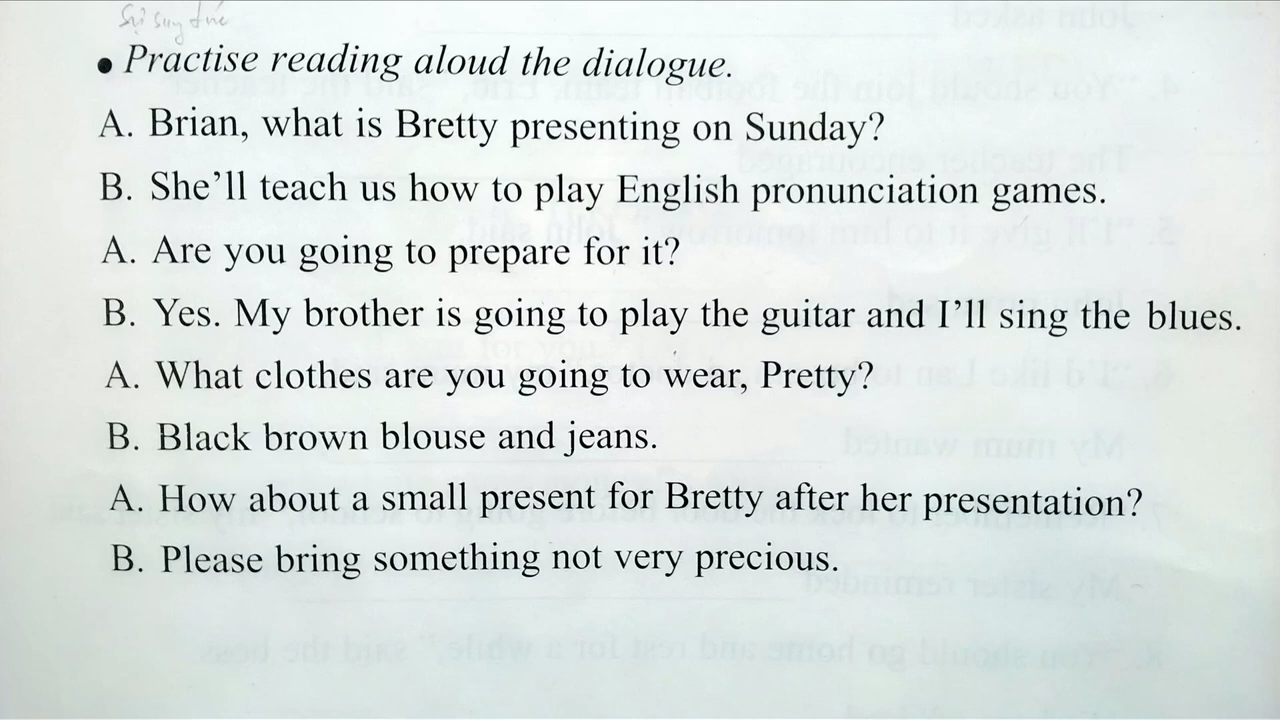 • Practise reading aloud the dialogue.
A. Brian, what is Bretty presenting on Sunday?
B. She'll teach us how to play English pronunciation games.
A. Are you going to prepare for it?
B. Yes. My brother is going to play the guitar and I'll sing the blues.
A. What clothes are you going to wear, Pretty?
B. Black brown blouse and jeans.
A. How about a small present for Bretty after her presentation?
B. Please bring something not very precious.